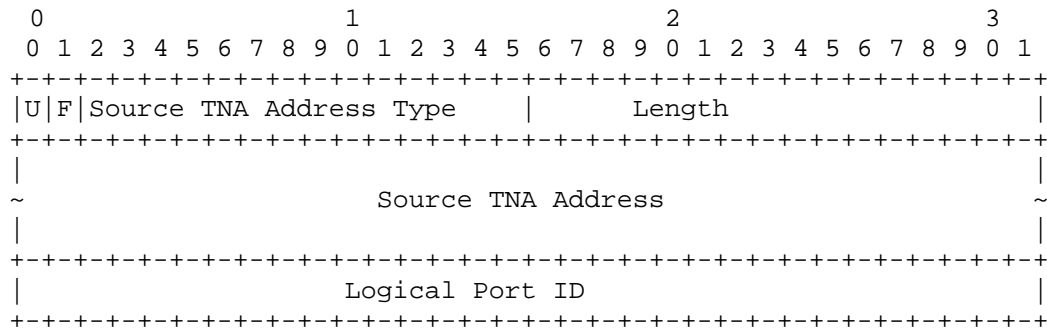 0                   1                   2                   3
 0 1 2 3 4 5 6 7 8 9 0 1 2 3 4 5 6 7 8 9 0 1 2 3 4 5 6 7 8 9 0 1
+-+-+-+-+-+-+-+-+-+-+-+-+-+-+-+-+-+-+-+-+-+-+-+-+-+-+-+-+-+-+-+-+
|U|F|Source TNA Address Type    |      Length                   |
+-+-+-+-+-+-+-+-+-+-+-+-+-+-+-+-+-+-+-+-+-+-+-+-+-+-+-+-+-+-+-+-+
|                                                               |
~                      Source TNA Address                       ~
|                                                               |
+-+-+-+-+-+-+-+-+-+-+-+-+-+-+-+-+-+-+-+-+-+-+-+-+-+-+-+-+-+-+-+-+
|                    Logical Port ID                            |
+-+-+-+-+-+-+-+-+-+-+-+-+-+-+-+-+-+-+-+-+-+-+-+-+-+-+-+-+-+-+-+-+